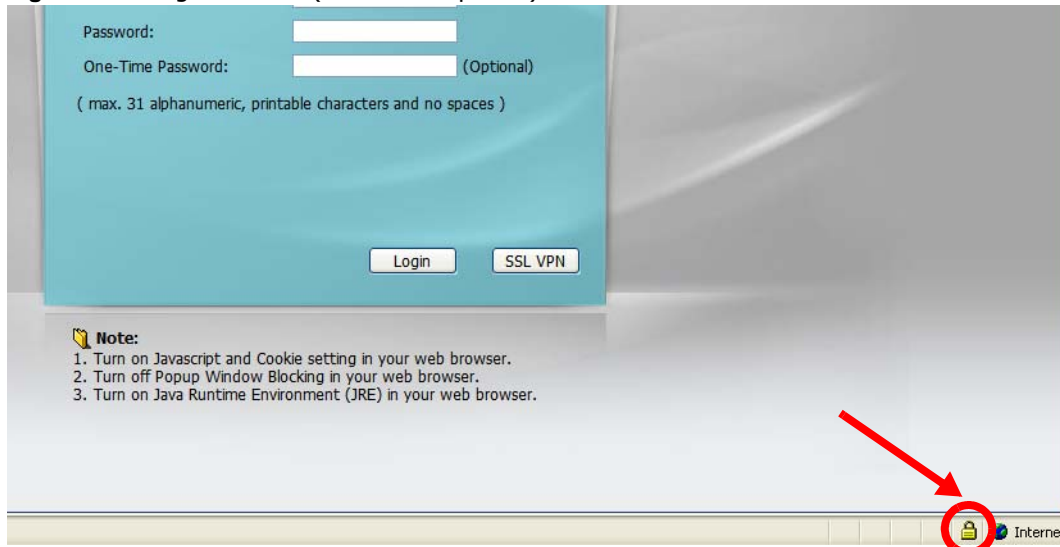 Password:
One-Time Password: (Optional)
( max. 31 alphanumeric, printable characters and no spaces )
Login SSL VPN
Note:
1. Turn on Javascript and Cookie setting in your web browser.
2. Turn off Popup Window Blocking in your web browser.
3. Turn on Java Runtime Environment (JRE) in your web browser.
Interne